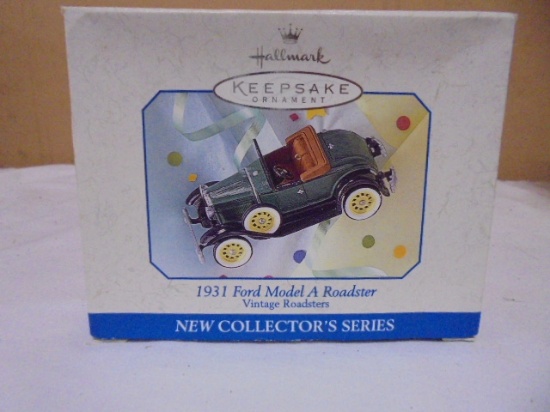 Hallmark
KEEPSAKE
ORNAMENT
1931 Ford Model A Roadster
Vintage Roadsters
NEW COLLECTOR'S SERIES